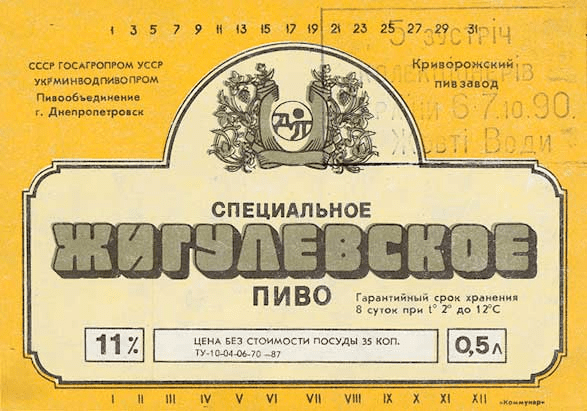 1 3 5 7 9 11 13 15 17 19 21 23 25 27 29 31
СССР ГОСАГРОПРОМ УССР
УКРМИНВОДПИВОПРОМ
Пивообъединение
г. Днепропетровск
Криворожский
пивзавод
5 ЗУСТРІЧ
КОЛЕКЦІОНЕРІВ
6-7.10.90.
Жовті Води
ДП
СПЕЦИАЛЬНОЕ
ЖИГУЛЕВСКОЕ
ПИВО
Гарантийный срок хранения
8 суток при t° 2° до 12°С
11%
ЦЕНА БЕЗ СТОИМОСТИ ПОСУДЫ 35 КОП.
ТУ-10-04-06-70 —87
0,5л
I II III IV V VI VII VIII IX X XI XII
«Коммунар»